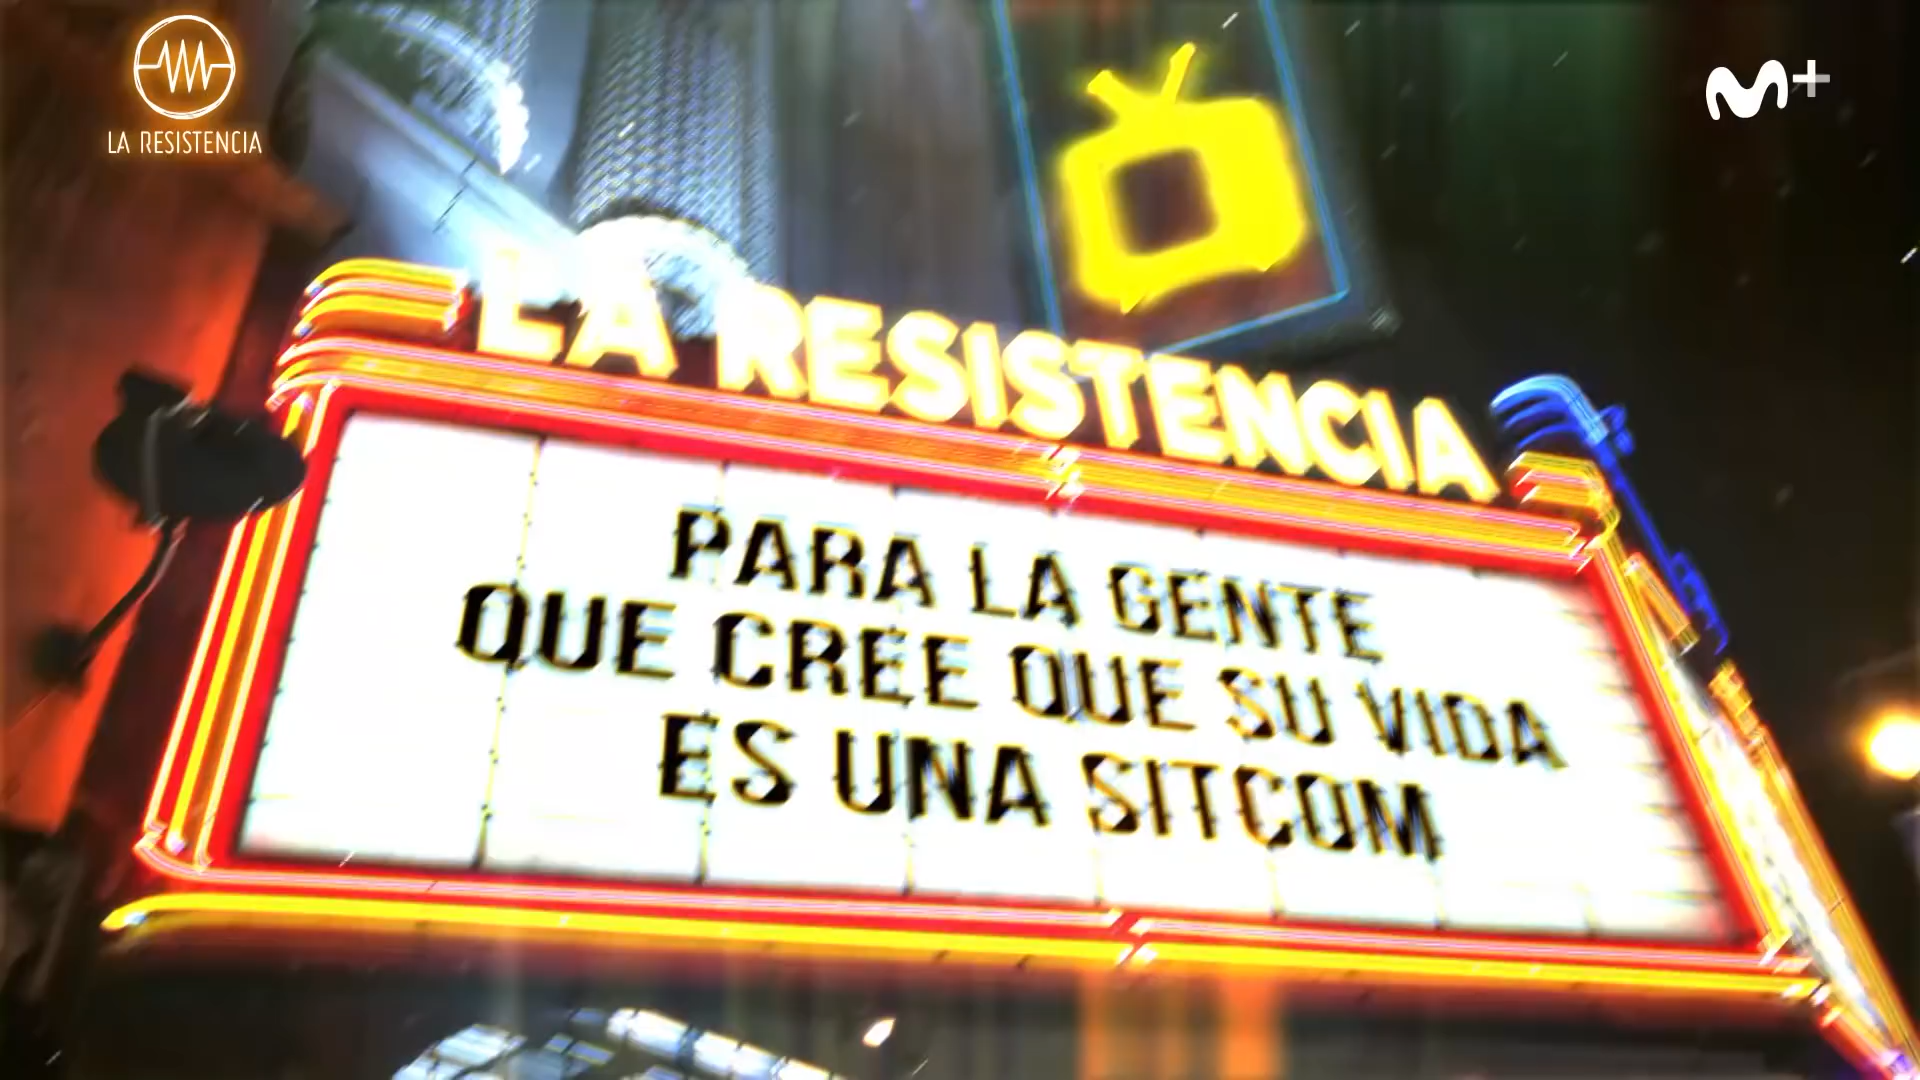 LA RESISTENCIA
M+
LA RESISTENCIA
PARA LA GENTE
QUE CREE QUE SU VIDA
ES UNA SITCOM